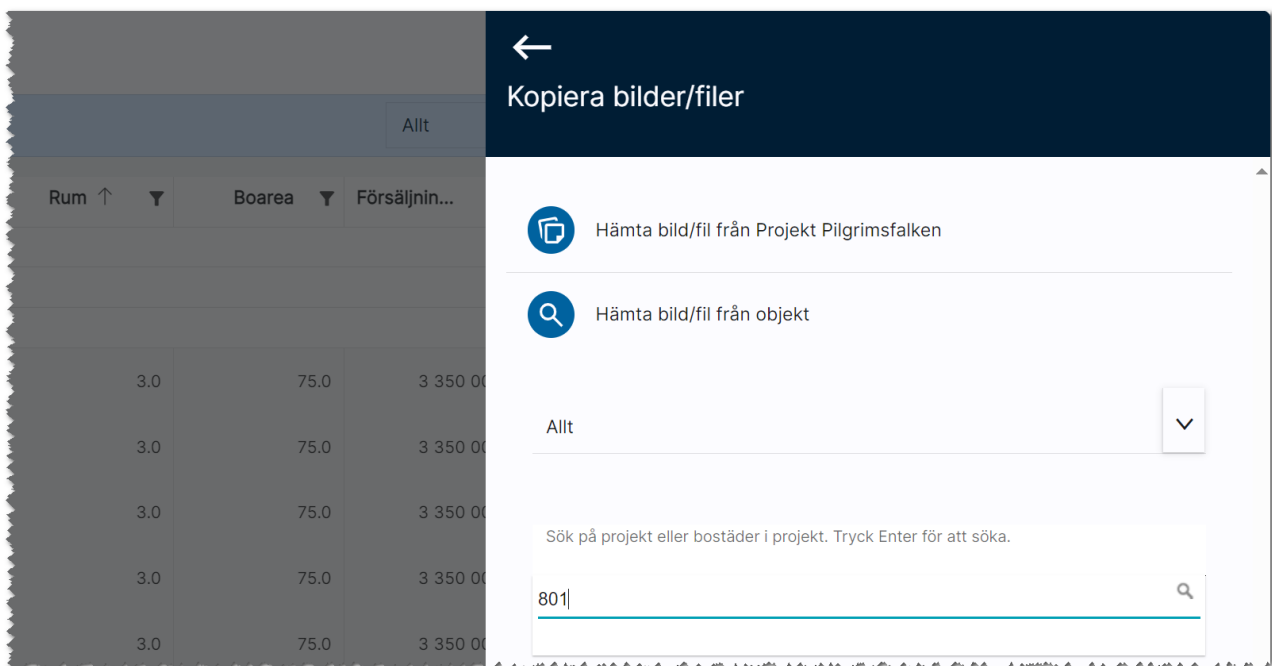 Kopiera bilder/filer
Allt
Rum Boarea Försäljnin...
Hämta bild/fil från Projekt Pilgrimsfalken
Hämta bild/fil från objekt
3.0 75.0 3 350 00
Allt
3.0 75.0 3 350 00
3.0 75.0 3 350 00
Sök på projekt eller bostäder i projekt. Tryck Enter för att söka.
3.0 75.0 3 350 00
801
3.0 75.0 3 350 00